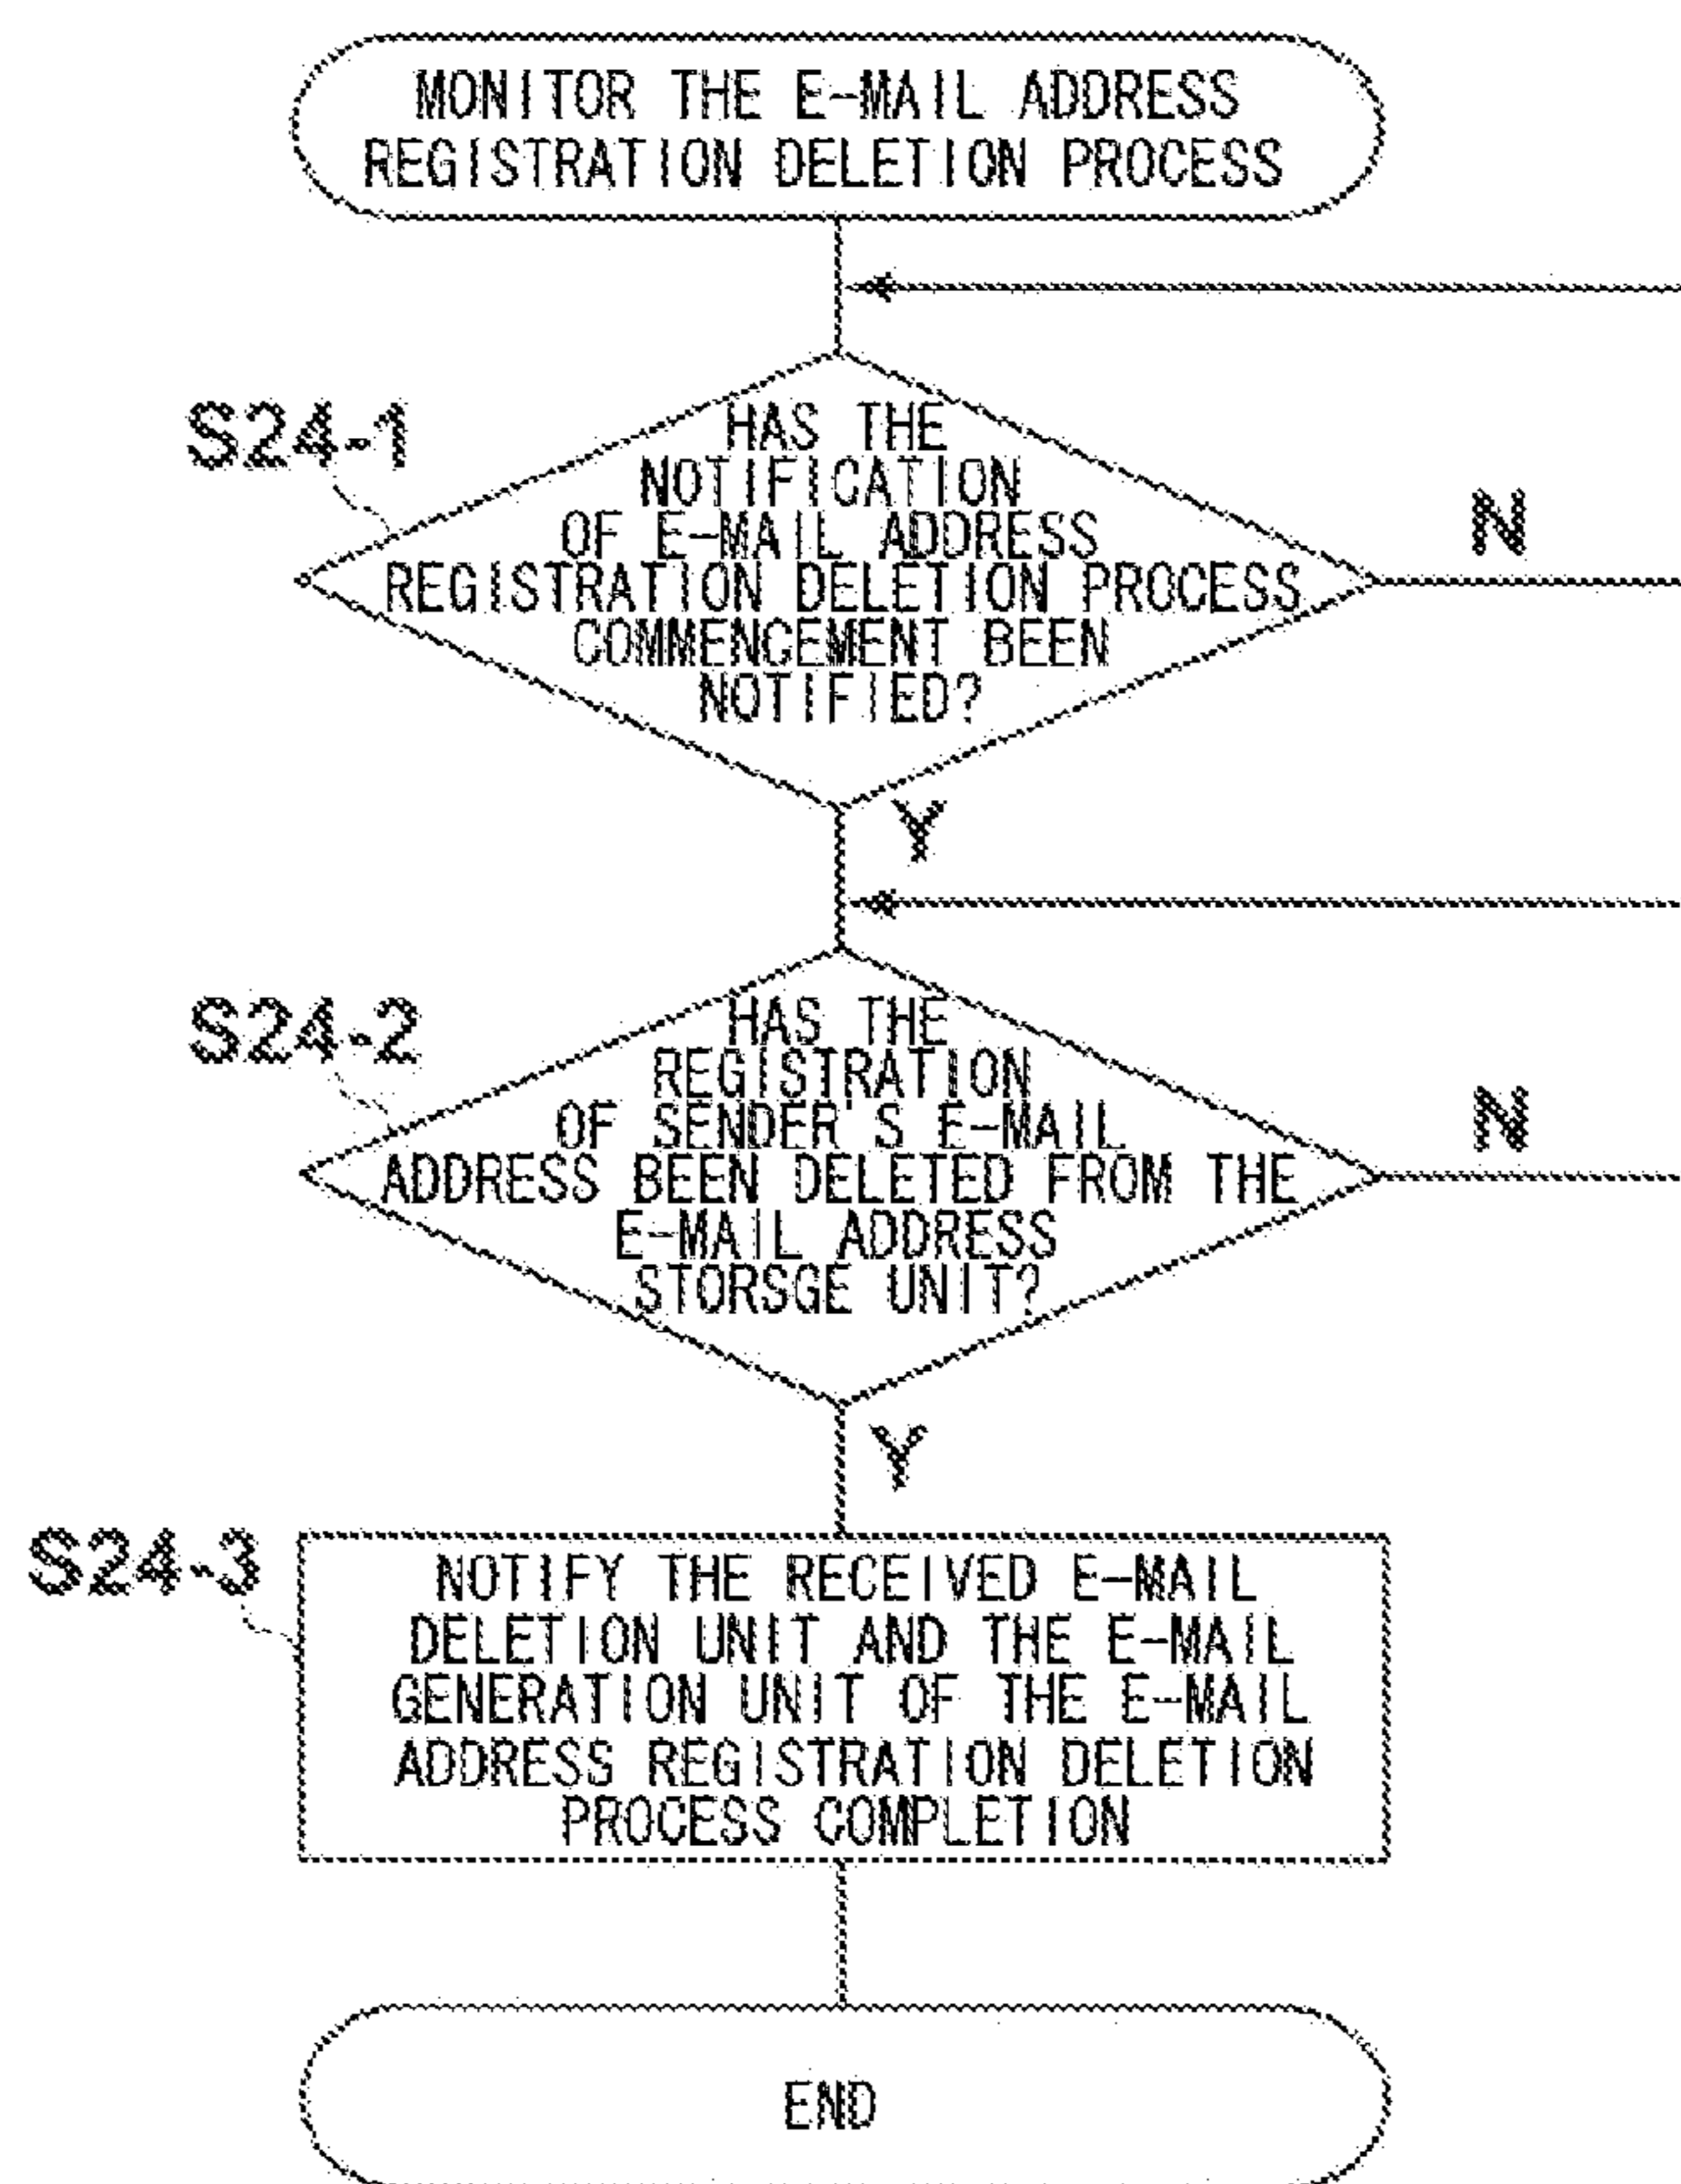 MONITOR THE E-MAIL ADDRESS
REGISTRATION DELETION PROCESS
S24-1
HAS THE
NOTIFICATION
OF E-MAIL ADDRESS
REGISTRATION DELETION PROCESS
COMMENCEMENT BEEN
NOTIFIED?
N
Y
S24-2
HAS THE
REGISTRATION
OF SENDER'S E-MAIL
ADDRESS BEEN DELETED FROM THE
E-MAIL ADDRESS
STORSGE UNIT?
N
Y
S24-3
NOTIFY THE RECEIVED E-MAIL
DELETION UNIT AND THE E-MAIL
GENERATION UNIT OF THE E-MAIL
ADDRESS REGISTRATION DELETION
PROCESS COMPLETION
END